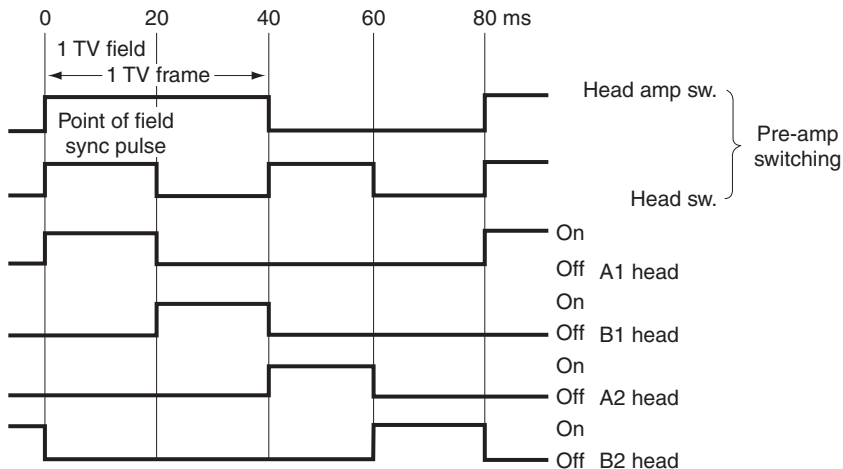 0 20 40 60 80 ms
1 TV field
1 TV frame
Head amp sw.
Point of field
sync pulse
Pre-amp
switching
Head sw.
On
Off A1 head
On
Off B1 head
On
Off A2 head
On
Off B2 head